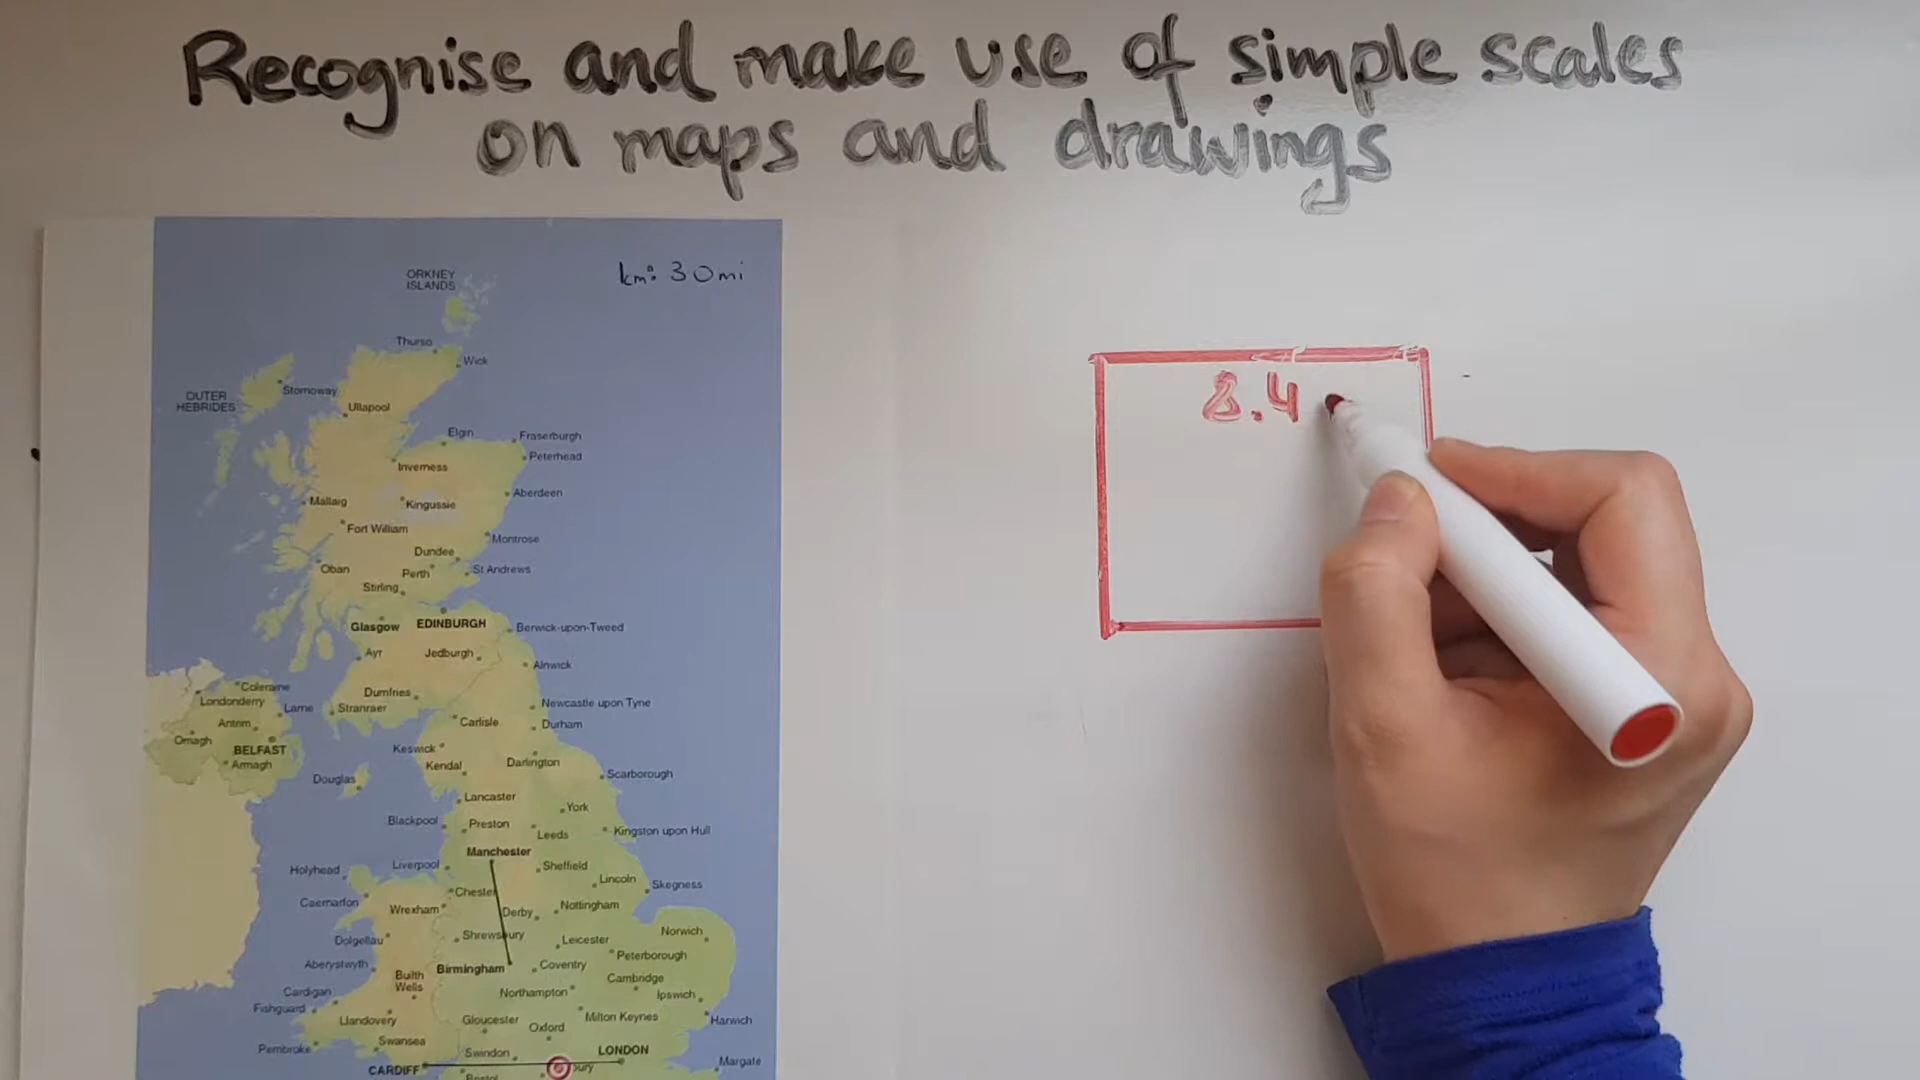 Recognise and make use of simple scales
on maps and drawings
ORKNEY
ISLANDS
km: 30mi
Thurso
Wick
OUTER
HEBRIDES
Stornoway
Ullapool
8.4
Elgin
Fraserburgh
Peterhead
Inverness
Aberdeen
Mallaig
Kingussie
Fort William
Montrose
Dundee
Oban
Perth
St Andrews
Stirling
Glasgow
EDINBURGH
Berwick-upon-Tweed
Ayr
Jedburgh
Alnwick
Coleraine
Londonderry
Larne
Dumfries
Stranraer
Newcastle upon Tyne
Antrim
Carlisle
Durham
Omagh
BELFAST
Armagh
Keswick
Kendal
Darlington
Douglas
Scarborough
Lancaster
York
Blackpool
Preston
Leeds
Kingston upon Hull
Manchester
Holyhead
Liverpool
Sheffield
Chester
Lincoln
Skegness
Caernarfon
Wrexham
Derby
Nottingham
Dolgellau
Shrewsbury
Leicester
Norwich
Peterborough
Aberystwyth
Builth
Wells
Birmingham
Coventry
Cambridge
Cardigan
Northampton
Ipswich
Fishguard
Llandovery
Gloucester
Oxford
Milton Keynes
Harwich
Pembroke
Swansea
Swindon
LONDON
CARDIFF
Margate